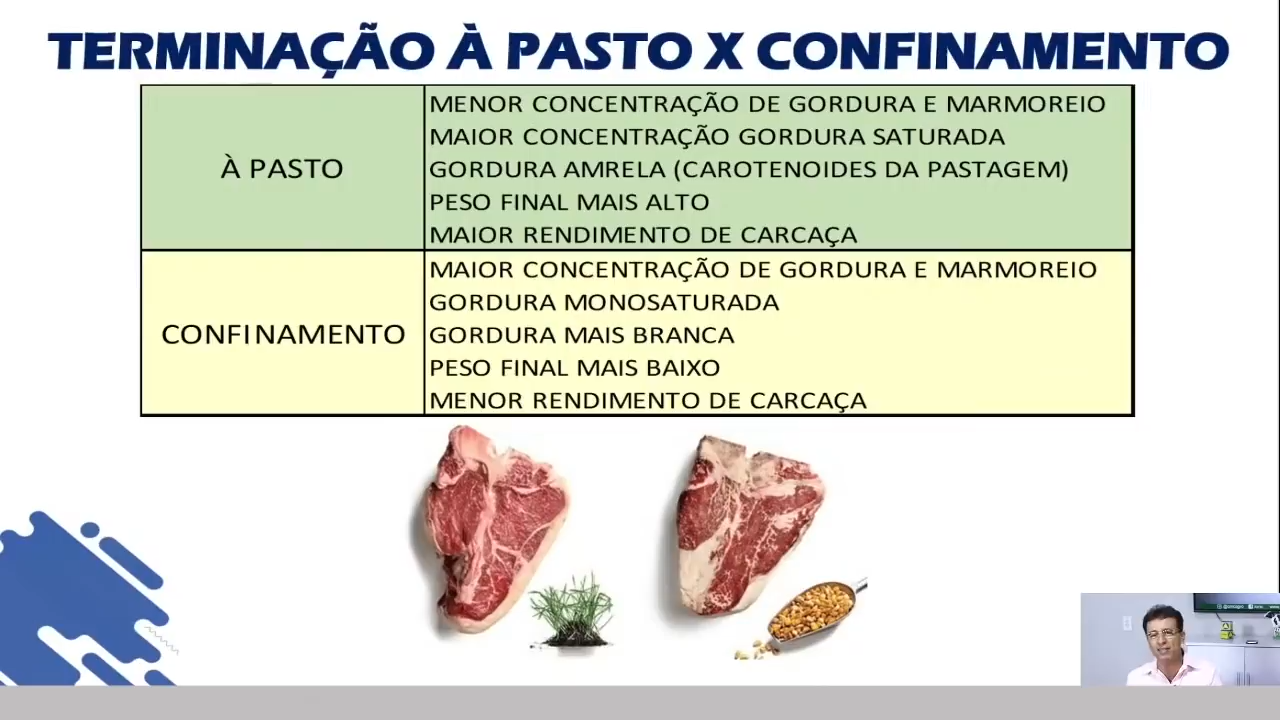 TERMINAÇÃO À PASTO X CONFINAMENTO
À PASTO
MENOR CONCENTRAÇÃO DE GORDURA E MARMOREIO
MAIOR CONCENTRAÇÃO GORDURA SATURADA
GORDURA AMRELA (CAROTENOIDES DA PASTAGEM)
PESO FINAL MAIS ALTO
MAIOR RENDIMENTO DE CARCAÇA
CONFINAMENTO
MAIOR CONCENTRAÇÃO DE GORDURA E MARMOREIO
GORDURA MONOSATURADA
GORDURA MAIS BRANCA
PESO FINAL MAIS BAIXO
MENOR RENDIMENTO DE CARCAÇA